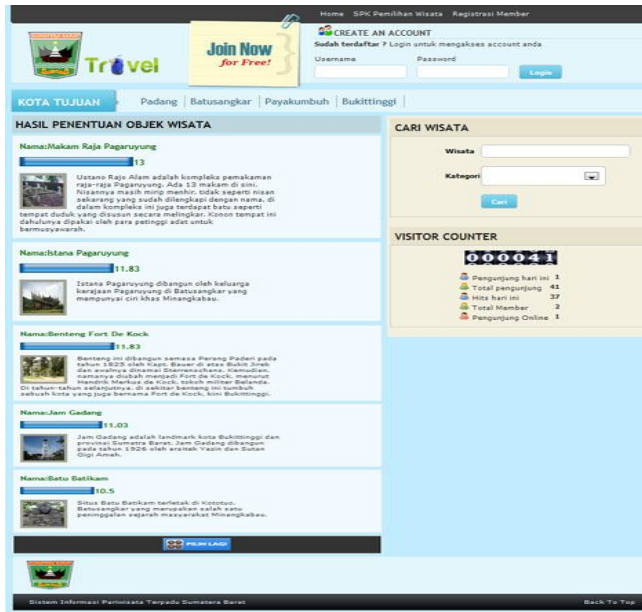 Home SPK Pemilihan Wisata Registrasi Member
Travel
Join Now
for Free!
CREATE AN ACCOUNT
Sudah terdaftar ? Login untuk mengakses account anda
Username Password
Login
KOTA TUJUAN Padang Batusangkar Payakumbuh Bukittinggi
HASIL PENENTUAN OBJEK WISATA
Nama:Makam Raja Pagaruyung
13
Ustano Rajo Alam adalah kompleks pemakaman
raja-raja Pagaruyung. Ada 13 makam di sini.
Nisannya masih mirip menhir, tidak seperti nisan
sekarang yang sudah dilengkapi dengan nama. di
dalam kompleks ini juga terdapat batu seperti
tempat duduk yang disusun secara melingkar. Konon tempat ini
dahulunya dipakai oleh para petinggi adat untuk
bermusyawarah.
Nama:Istana Pagaruyung
11.83
Istana Pagaruyung dibangun oleh keluarga
kerajaan Pagaruyung di Batusangkar yang
mempunyai ciri khas Minangkabau.
Nama:Benteng Fort De Kock
11.83
Benteng ini dibangun semasa Perang Paderi pada
tahun 1825 oleh Kapt. Bauer di atas Bukit Jirek
dan awalnya dinamai Sterrenschans. Kemudian,
namanya diubah menjadi Fort de Kock, menurut
Hendrik Merkus de Kock, tokoh militer Belanda.
Di tahun-tahun selanjutnya, di sekitar benteng ini tumbuh
sebuah kota yang juga bernama Fort de Kock, kini Bukittinggi.
Nama:Jam Gadang
11.03
Jam Gadang adalah landmark kota Bukittinggi dan
provinsi Sumatra Barat. Jam Gadang dibangun
pada tahun 1926 oleh arsitek Yazin dan Sutan
Gigi Ameh.
Nama:Batu Batikam
10.5
Situs Batu Batikam terletak di Kototuo,
Batusangkar yang merupakan salah satu
peninggalan sejarah masyarakat Minangkabau.
PILIH LAGI
CARI WISATA
Wisata
Kategori
Cari
VISITOR COUNTER
000041
Pengunjung hari ini 1
Total pengunjung 41
Hits hari ini 37
Total Member 2
Pengunjung Online 1
Sistem Informasi Pariwisata Terpadu Sumatera Barat Back To Top